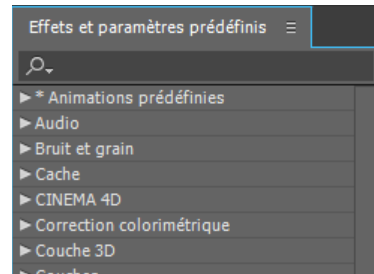 Effets et paramètres prédéfinis
* Animations prédéfinies
Audio
Bruit et grain
Cache
CINEMA 4D
Correction colorimétrique
Couche 3D